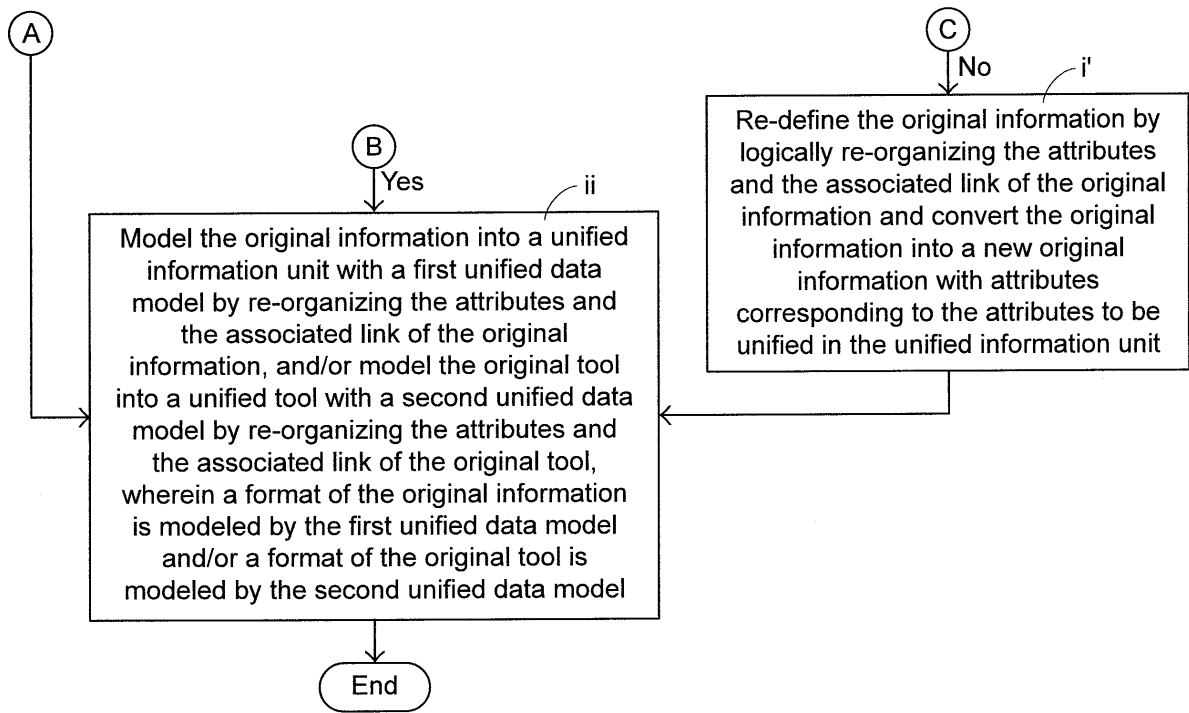 A
C
No
i'
Re-define the original information by
logically re-organizing the attributes
and the associated link of the original
information and convert the original
information into a new original
information with attributes
corresponding to the attributes to be
unified in the unified information unit
B
Yes
ii
Model the original information into a unified
information unit with a first unified data
model by re-organizing the attributes and
the associated link of the original
information, and/or model the original tool
into a unified tool with a second unified data
model by re-organizing the attributes and
the associated link of the original tool,
wherein a format of the original information
is modeled by the first unified data model
and/or a format of the original tool is
modeled by the second unified data model
End